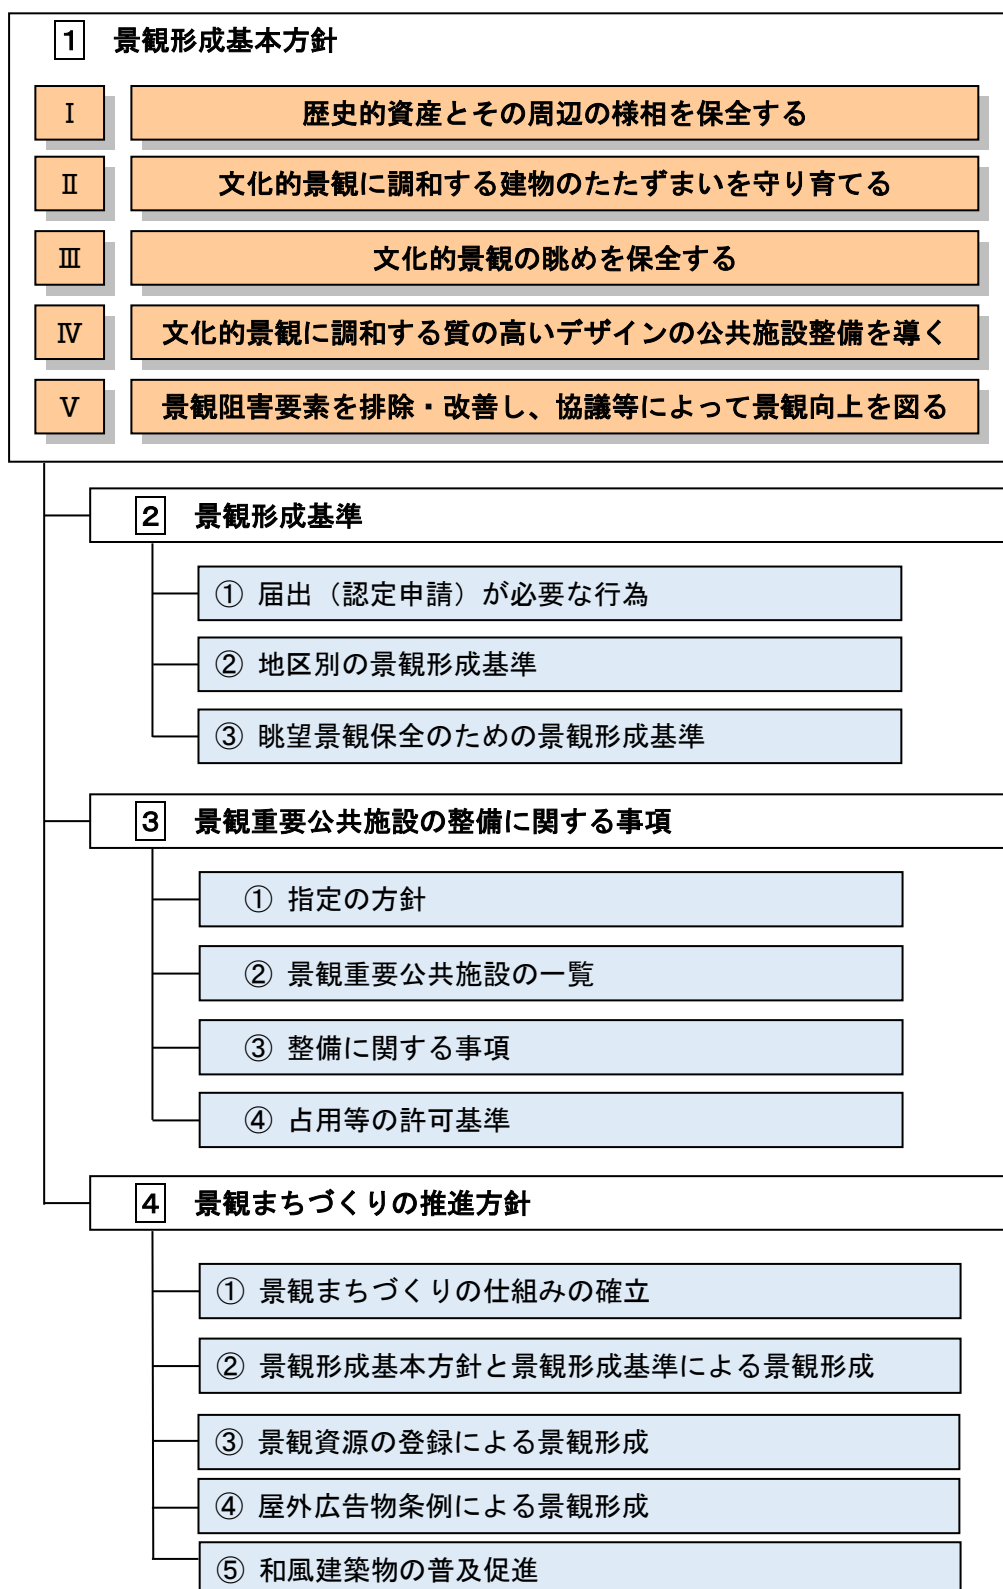 1 景観形成基本方針
Ⅰ 歴史的資産とその周辺の様相を保全する
Ⅱ 文化的景観に調和する建物のたたずまいを守り育てる
Ⅲ 文化的景観の眺めを保全する
Ⅳ 文化的景観に調和する質の高いデザインの公共施設整備を導く
Ⅴ 景観阻害要素を排除・改善し、協議等によって景観向上を図る
2 景観形成基準
① 届出（認定申請）が必要な行為
② 地区別の景観形成基準
③ 眺望景観保全のための景観形成基準
3 景観重要公共施設の整備に関する事項
① 指定の方針
② 景観重要公共施設の一覧
③ 整備に関する事項
④ 占用等の許可基準
4 景観まちづくりの推進方針
① 景観まちづくりの仕組みの確立
② 景観形成基本方針と景観形成基準による景観形成
③ 景観資源の登録による景観形成
④ 屋外広告物条例による景観形成
⑤ 和風建築物の普及促進